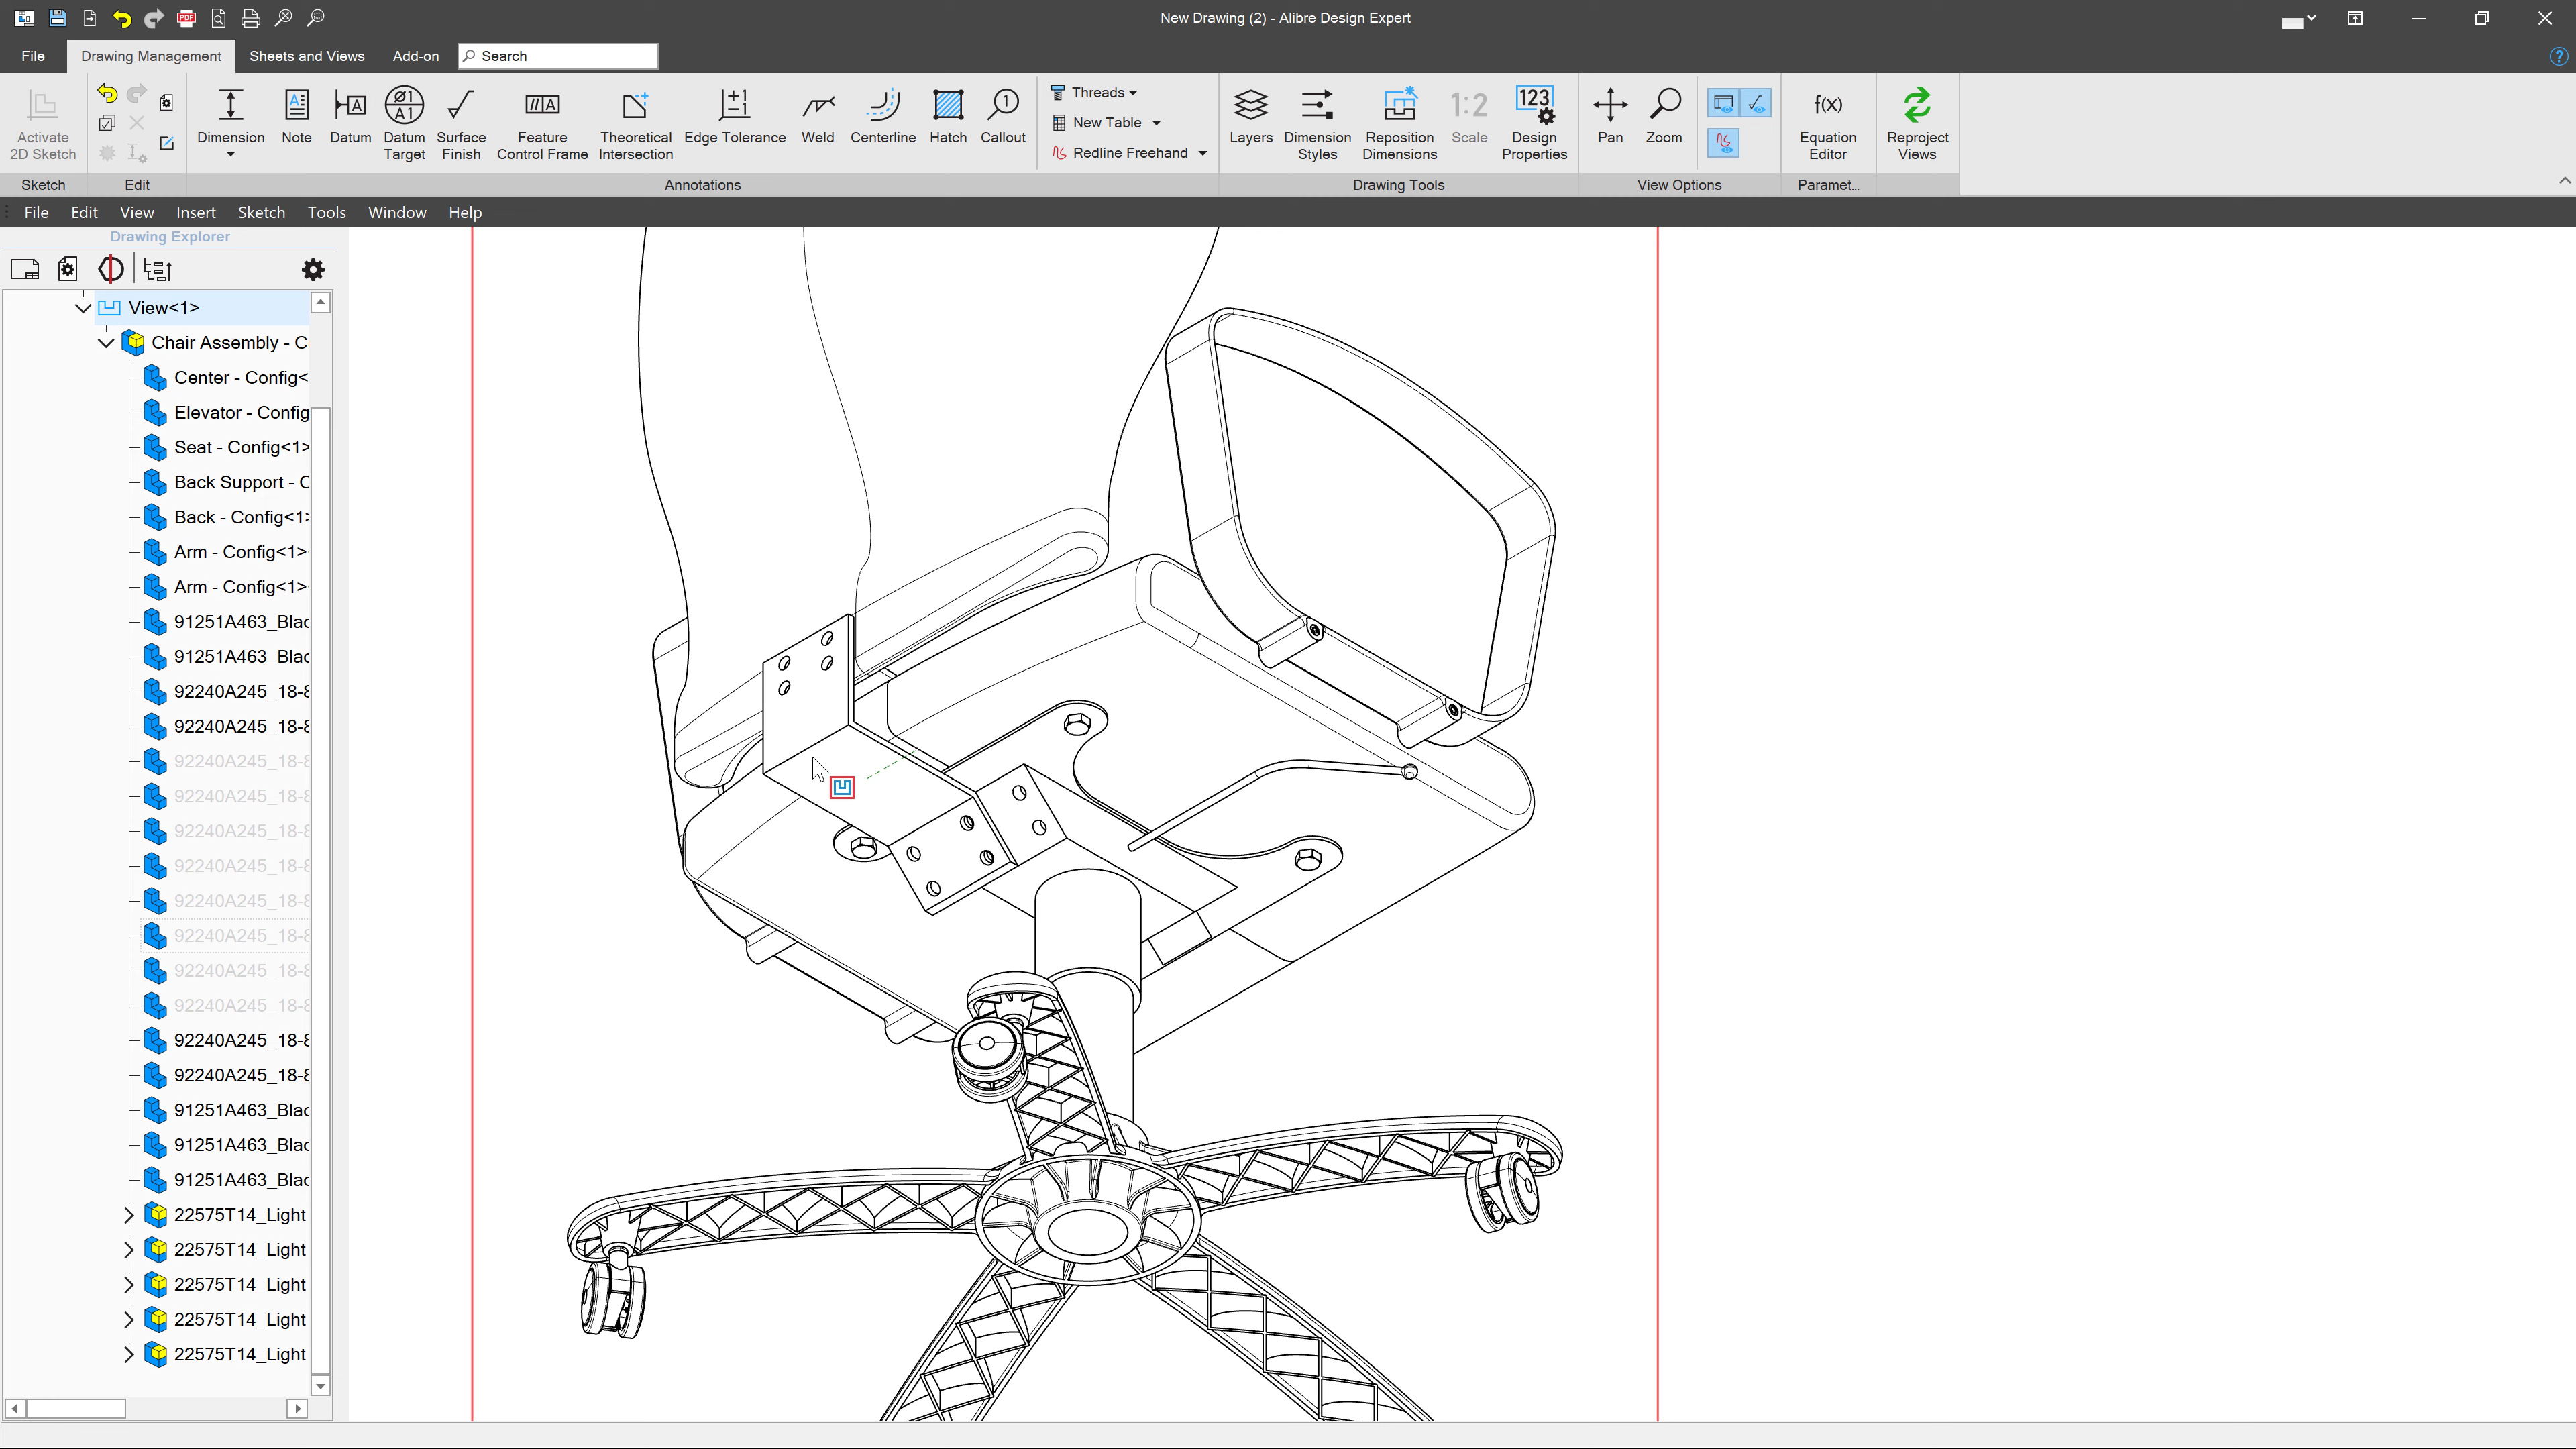 New Drawing (2) - Alibre Design Expert
File
Drawing Management
Sheets and Views
Add-on
Search
Activate
2D Sketch
Dimension
Note
Datum
Datum
Target
Surface
Finish
Feature
Control Frame
Theoretical
Intersection
Edge Tolerance
Weld
Centerline
Hatch
Callout
Threads
New Table
Redline Freehand
Layers
Dimension
Styles
Reposition
Dimensions
1:2
Scale
123
Design
Properties
Pan
Zoom
f(x)
Equation
Editor
Reproject
Views
Sketch
Edit
Annotations
Drawing Tools
View Options
Paramet...
File
Edit
View
Insert
Sketch
Tools
Window
Help
Drawing Explorer
View<1>
Chair Assembly - C
Center - Config<
Elevator - Config
Seat - Config<1>
Back Support - C
Back - Config<1>
Arm - Config<1>
Arm - Config<1>
91251A463_Blac
91251A463_Blac
92240A245_18-8
92240A245_18-8
92240A245_18-8
92240A245_18-8
92240A245_18-8
92240A245_18-8
92240A245_18-8
92240A245_18-8
92240A245_18-8
92240A245_18-8
92240A245_18-8
92240A245_18-8
91251A463_Blac
91251A463_Blac
91251A463_Blac
22575T14_Light
22575T14_Light
22575T14_Light
22575T14_Light
22575T14_Light